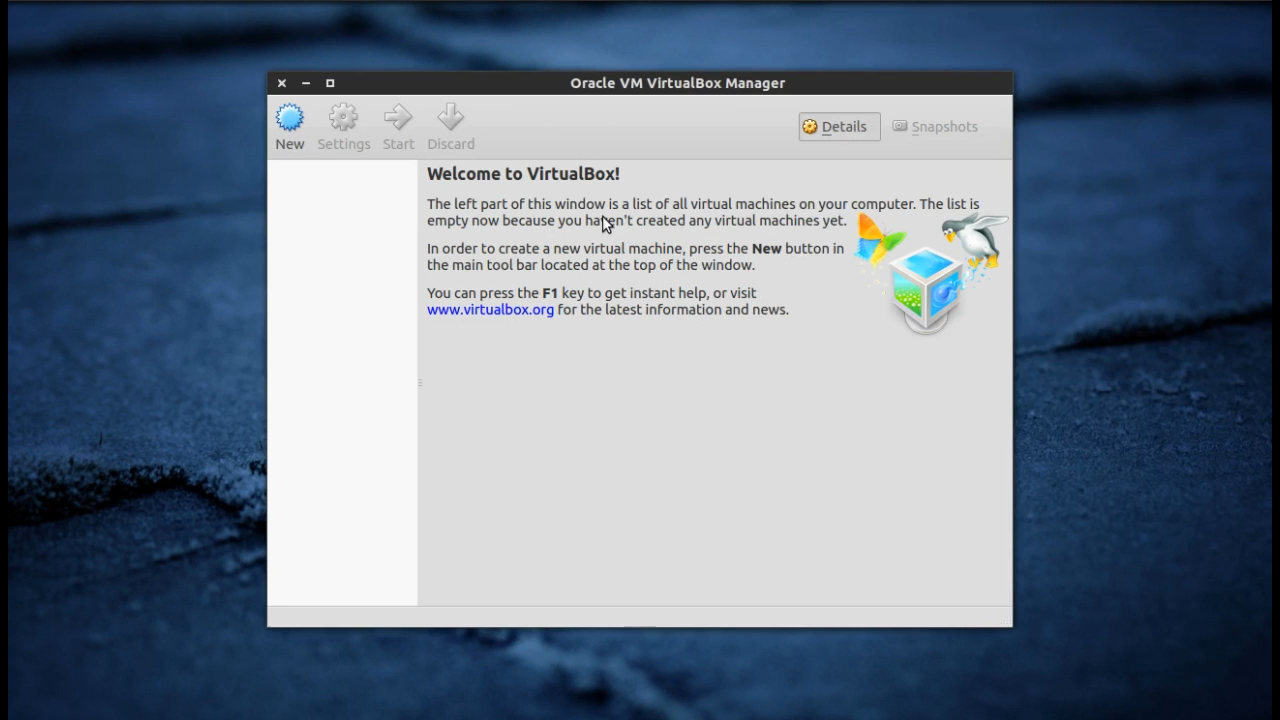 Oracle VM VirtualBox Manager
New Settings Start Discard
Details Snapshots
Welcome to VirtualBox!
The left part of this window is a list of all virtual machines on your computer. The list is
empty now because you haven't created any virtual machines yet.
In order to create a new virtual machine, press the New button in
the main tool bar located at the top of the window.
You can press the F1 key to get instant help, or visit
www.virtualbox.org for the latest information and news.